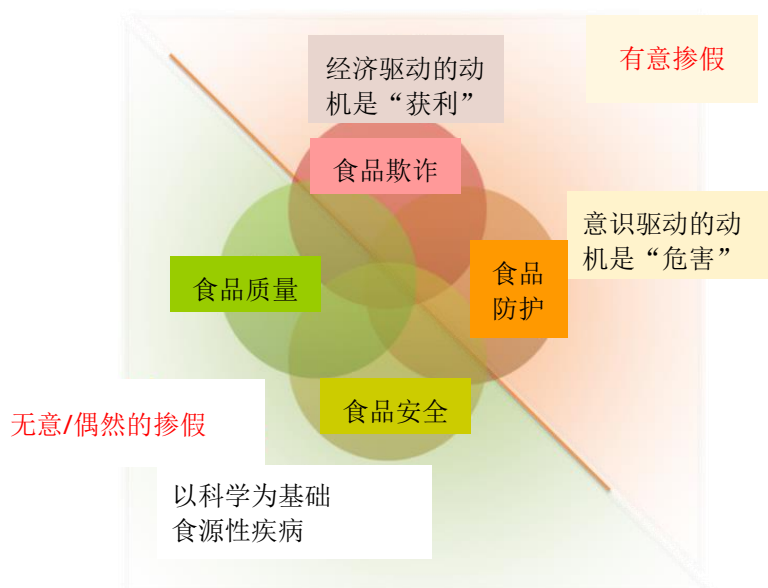 经济驱动的动
机是“获利”
有意掺假
食品欺诈
意识驱动的动
机是“危害”
食品质量
食品
防护
食品安全
无意/偶然的掺假
以科学为基础
食源性疾病